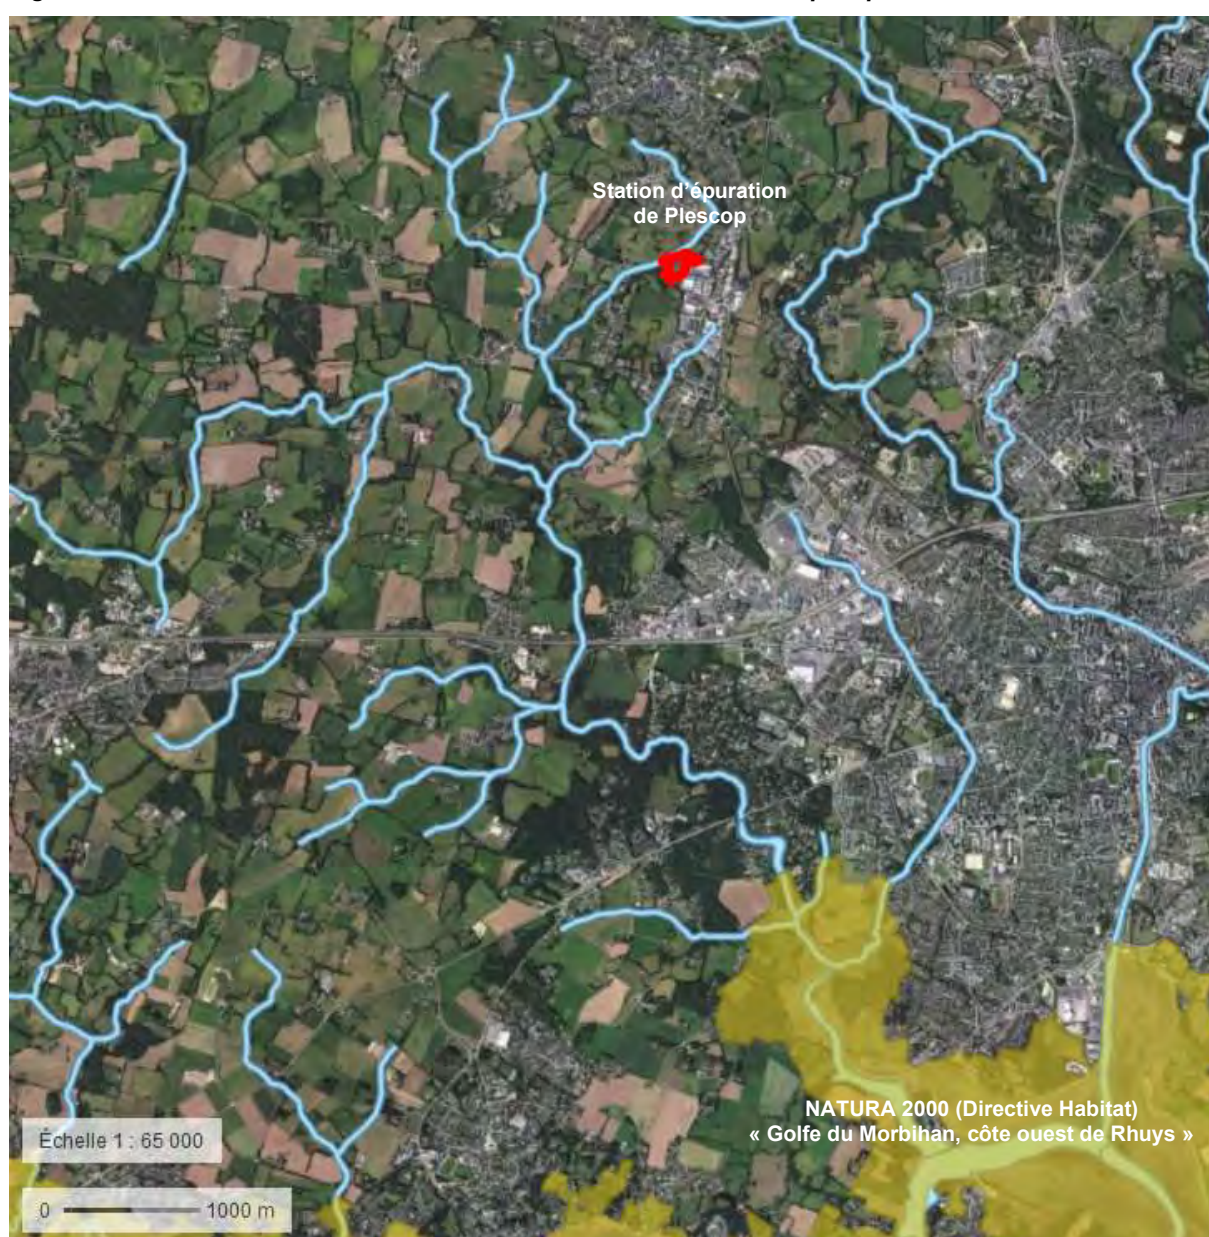 Station d'épuration
de Plescop
NATURA 2000 (Directive Habitat)
« Golfe du Morbihan, côte ouest de Rhuys »
Échelle 1 : 65 000
0 1000 m